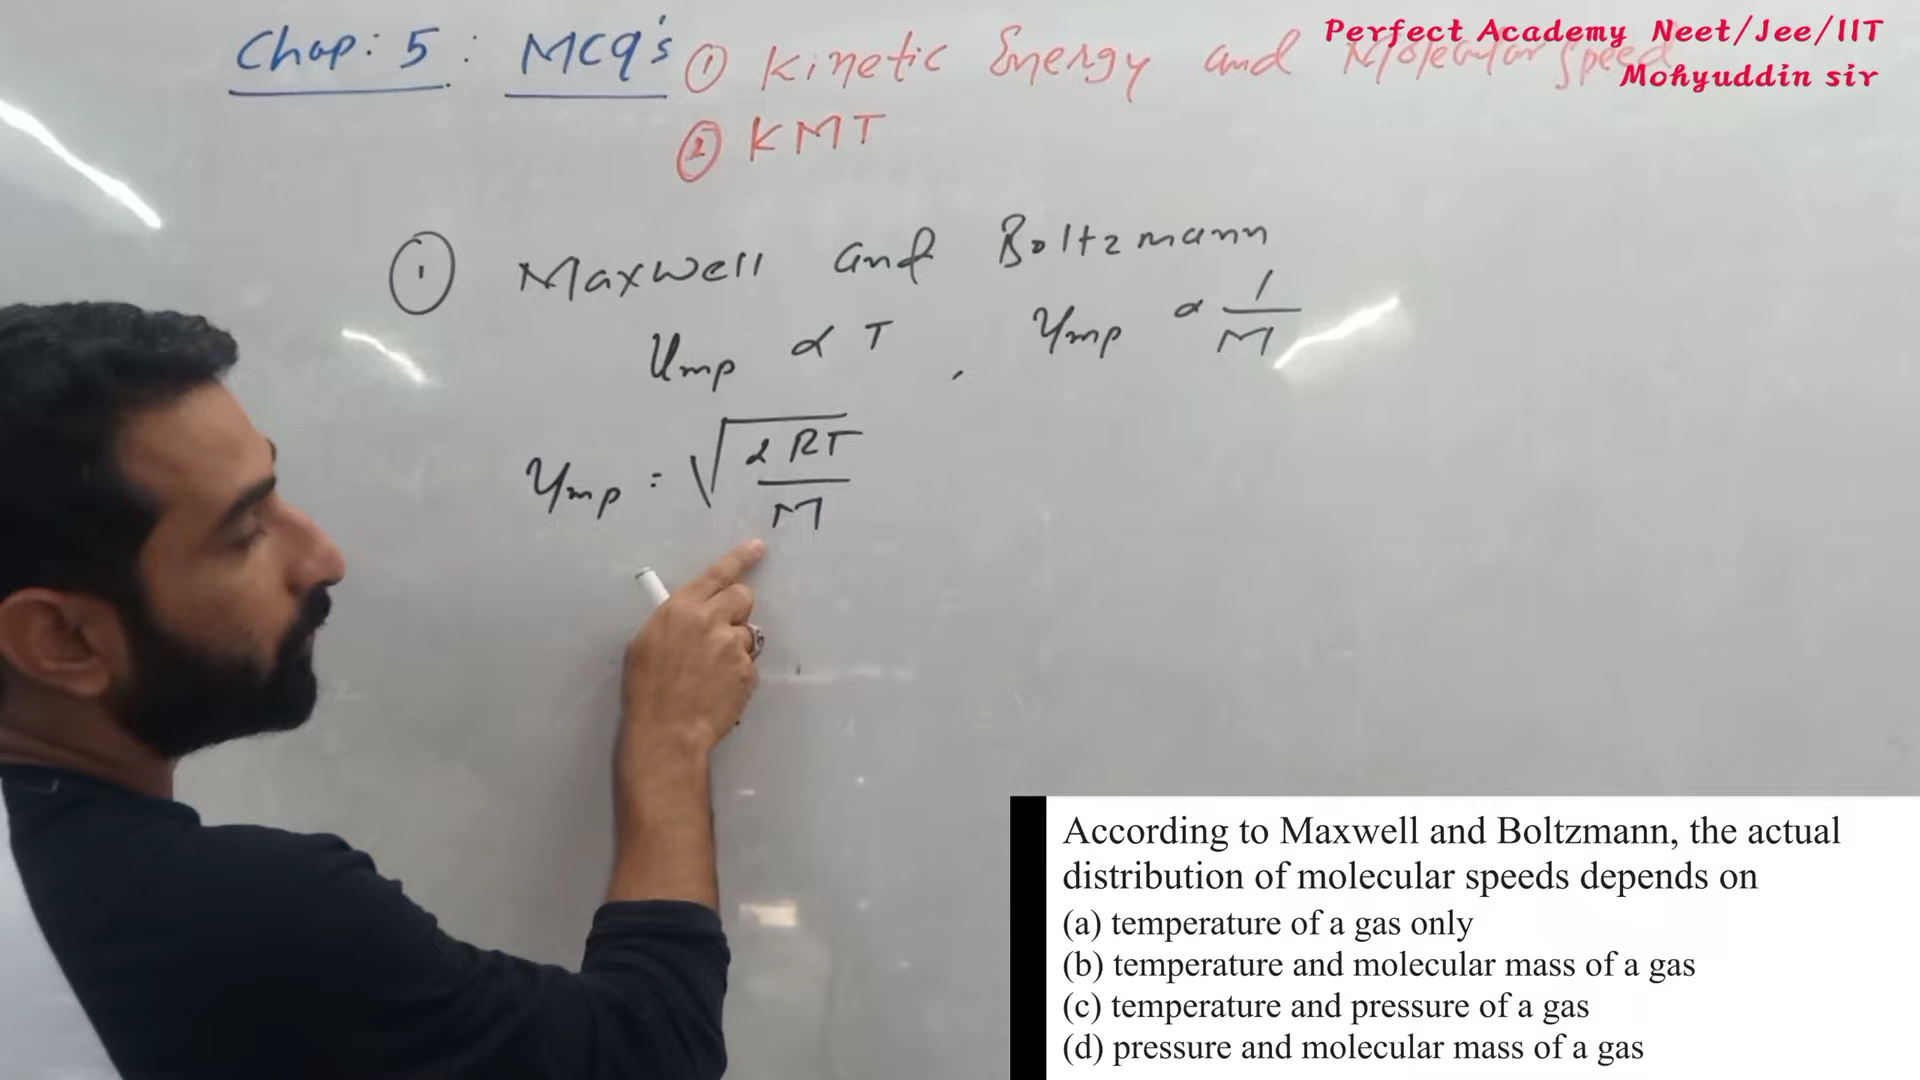 Perfect Academy Neet/Jee/IIT
Mohyuddin sir
Chap: 5 : MCQ's ① Kinetic Energy and Molecular Speed
② KMT
① Maxwell and Boltzmann
Ump ∝ T , Ump ∝ 1/M
Ump = √(2RT/M)
According to Maxwell and Boltzmann, the actual
distribution of molecular speeds depends on
(a) temperature of a gas only
(b) temperature and molecular mass of a gas
(c) temperature and pressure of a gas
(d) pressure and molecular mass of a gas